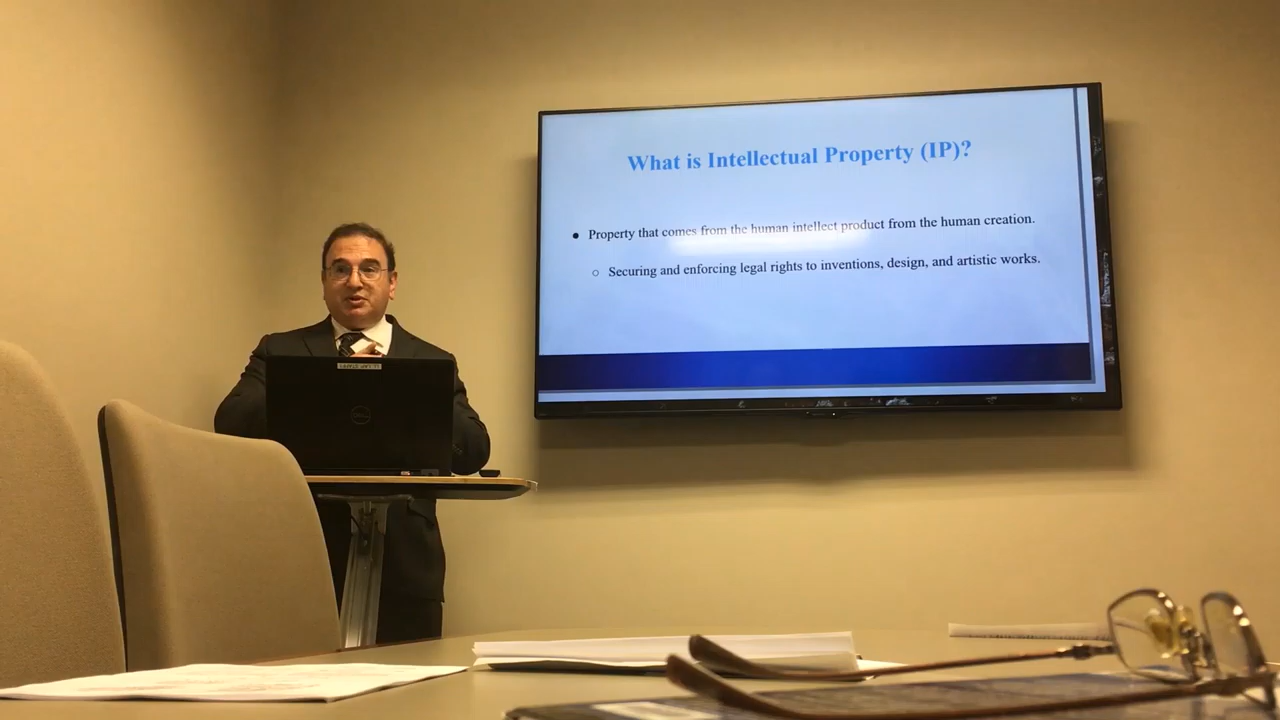 What is Intellectual Property (IP)?
● Property that comes from the human intellect product from the human creation.
○ Securing and enforcing legal rights to inventions, design, and artistic works.
DELL